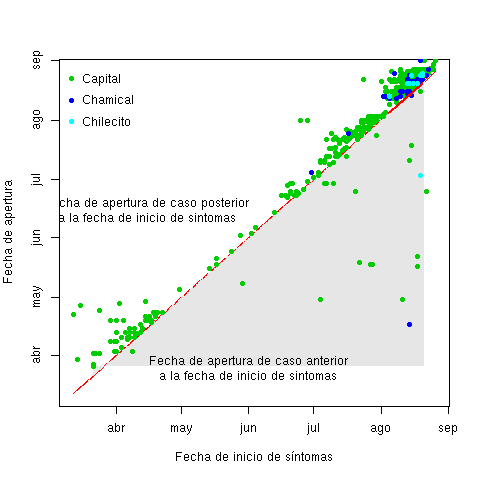 sep
Capital
Chamical
ago
Chilecito
jul
cha de apertura de caso posterior
a la fecha de inicio de sintomas
Fecha de apertura
jun
may
abr
Fecha de apertura de caso anterior
a la fecha de inicio de sintomas
abr may jun jul ago sep
Fecha de inicio de síntomas